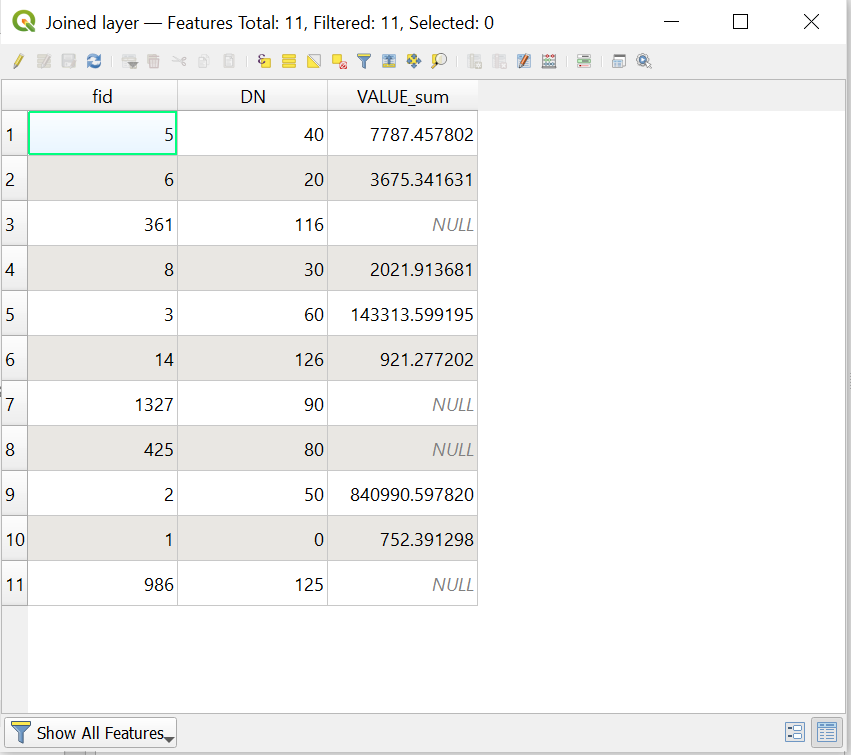 Joined layer — Features Total: 11, Filtered: 11, Selected: 0
fid DN VALUE_sum
1 5 40 7787.457802
2 6 20 3675.341631
3 361 116 NULL
4 8 30 2021.913681
5 3 60 143313.599195
6 14 126 921.277202
7 1327 90 NULL
8 425 80 NULL
9 2 50 840990.597820
10 1 0 752.391298
11 986 125 NULL
Show All Features